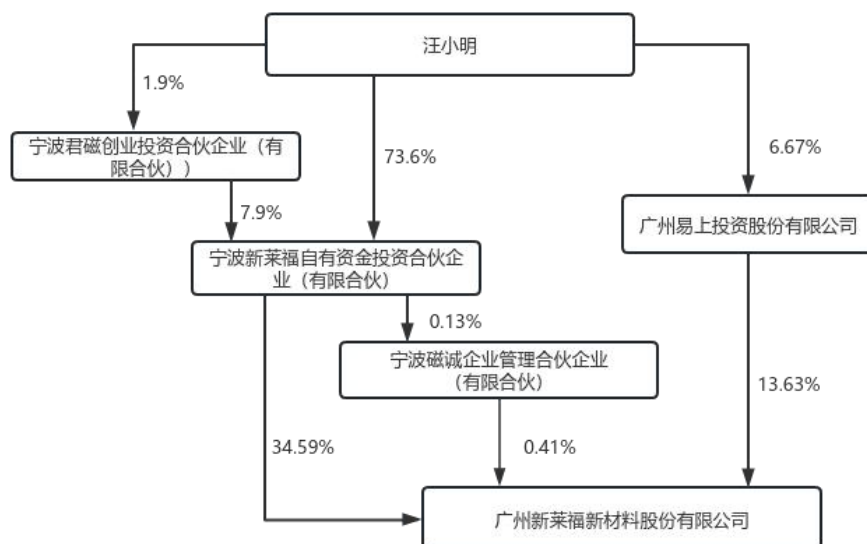 汪小明
1.9%
73.6%
6.67%
宁波君磁创业投资合伙企业（有
限合伙））
7.9%
广州易上投资股份有限公司
宁波新莱福自有资金投资合伙企
业（有限合伙）
0.13%
宁波磁诚企业管理合伙企业
（有限合伙）
13.63%
34.59%
0.41%
广州新莱福新材料股份有限公司